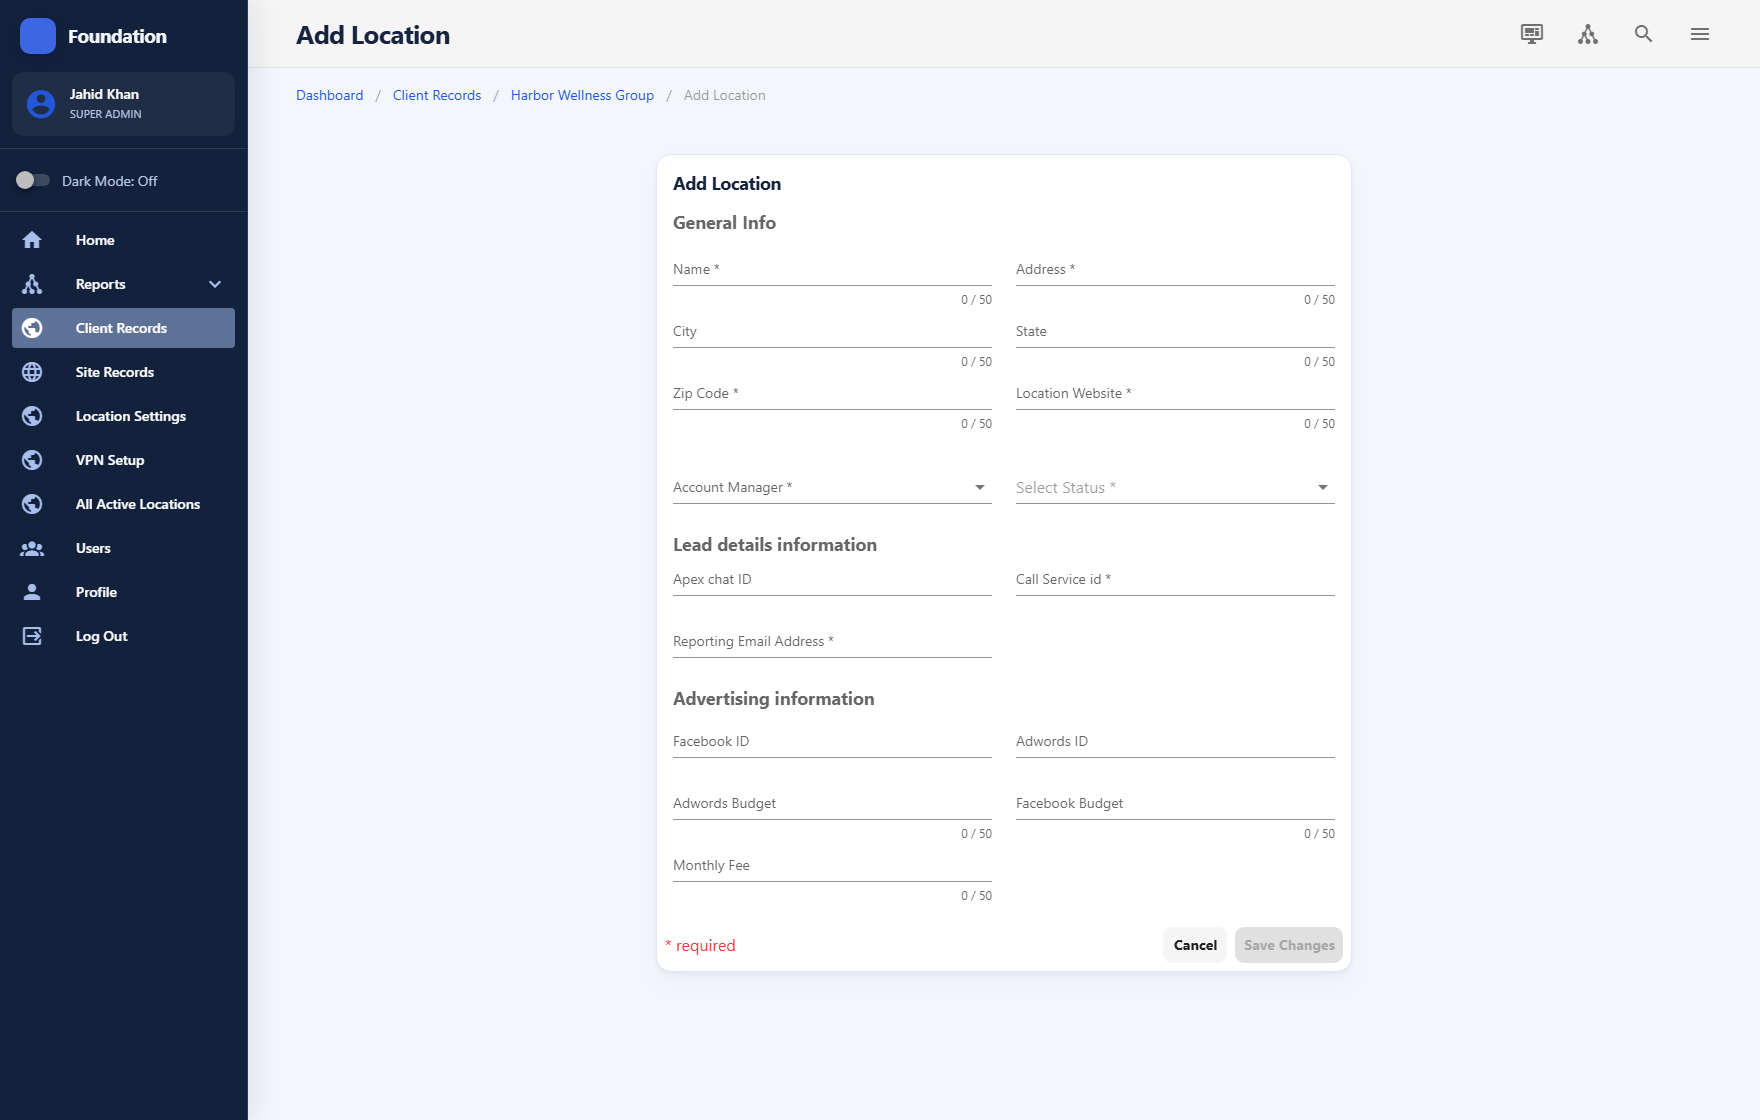 Foundation
Jahid Khan
SUPER ADMIN
Dark Mode: Off
Home
Reports
Client Records
Site Records
Location Settings
VPN Setup
All Active Locations
Users
Profile
Log Out
Add Location
Dashboard / Client Records / Harbor Wellness Group / Add Location
Add Location
General Info
Name * Address *
0 / 50 0 / 50
City State
0 / 50 0 / 50
Zip Code * Location Website *
0 / 50 0 / 50
Account Manager * Select Status *
Lead details information
Apex chat ID Call Service id *
Reporting Email Address *
Advertising information
Facebook ID Adwords ID
Adwords Budget Facebook Budget
0 / 50 0 / 50
Monthly Fee
0 / 50
* required Cancel Save Changes